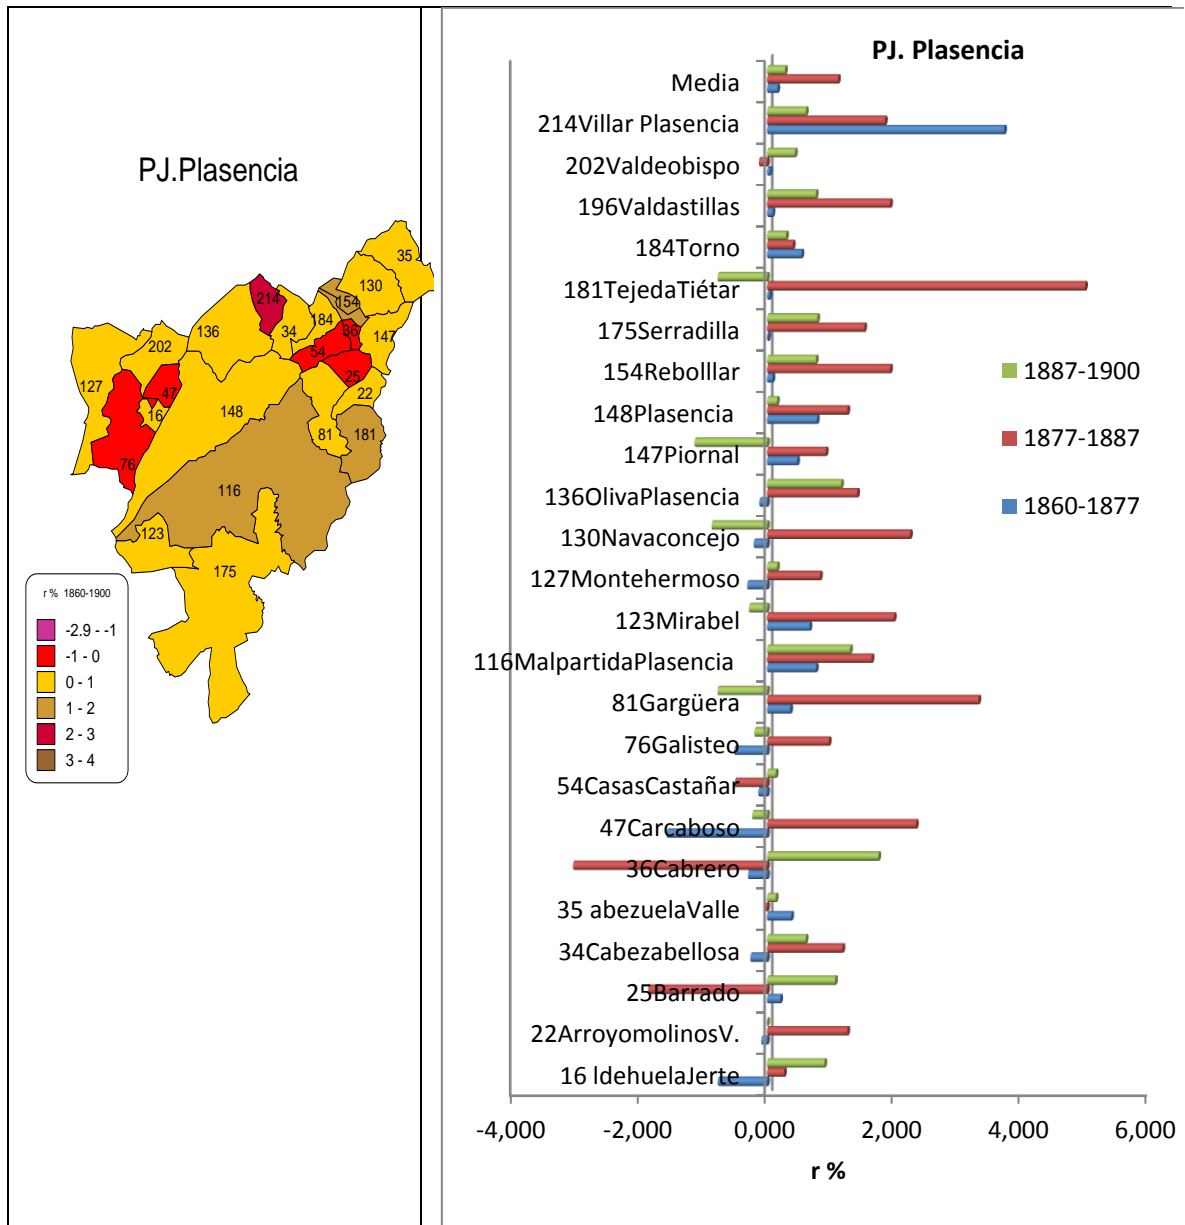 PJ.Plasencia
35
130
214
154
136
184
34
36
147
202
54
25
127
47
22
16
148
81
181
76
116
123
175
r % 1860-1900
-2.9 - -1
-1 - 0
0 - 1
1 - 2
2 - 3
3 - 4
PJ. Plasencia
Media
214Villar Plasencia
202Valdeobispo
196Valdastillas
184Torno
181TejedaTiétar
175Serradilla
154Rebolllar
148Plasencia
147Piornal
136OlivaPlasencia
130Navaconcejo
127Montehermoso
123Mirabel
116MalpartidaPlasencia
81Gargüera
76Galisteo
54CasasCastañar
47Carcaboso
36Cabrero
35 abezuelaValle
34Cabezabellosa
25Barrado
22ArroyomolinosV.
16 ldehuelaJerte
1887-1900
1877-1887
1860-1877
-4,000 -2,000 0,000 2,000 4,000 6,000
r %